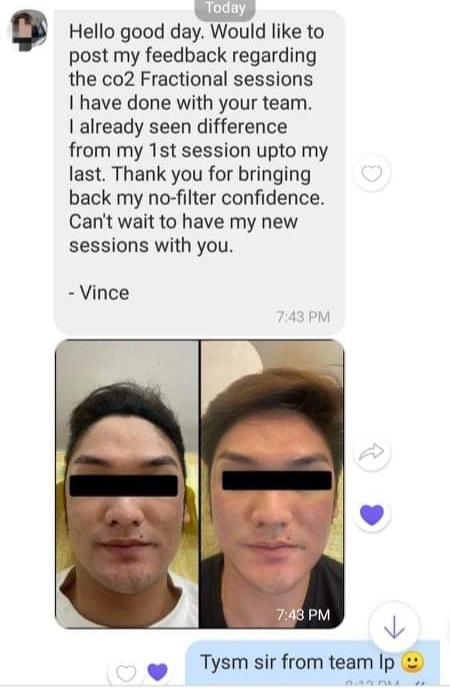 Today
Hello good day. Would like to
post my feedback regarding
the co2 Fractional sessions
I have done with your team.
I already seen difference
from my 1st session upto my
last. Thank you for bringing
back my no-filter confidence.
Can't wait to have my new
sessions with you.
- Vince
7:43 PM
7:43 PM
Tysm sir from team lp 🙂